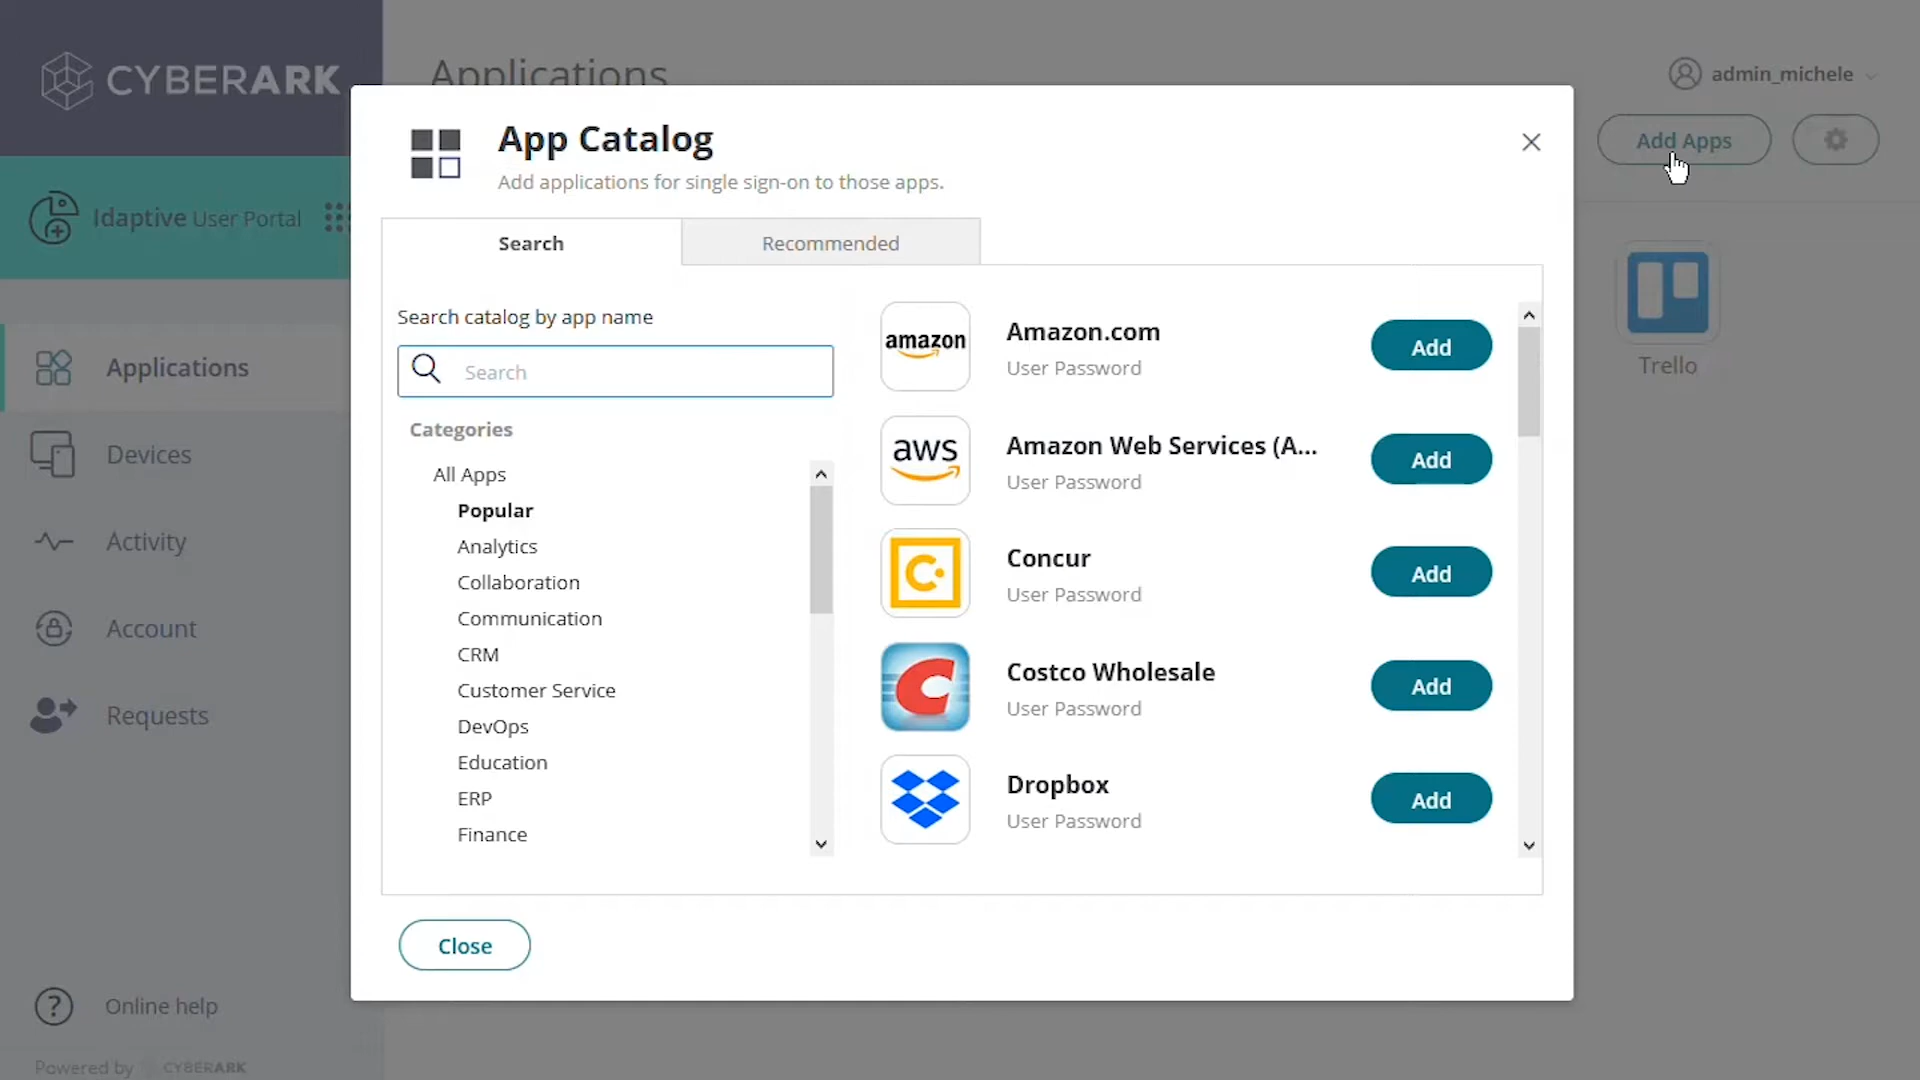 CYBERARK
Applications
admin_michele
Add Apps
Idaptive User Portal
Applications
Devices
Activity
Account
Requests
Online help
Powered by CYBERARK
App Catalog
Add applications for single sign-on to those apps.
Search
Recommended
Search catalog by app name
Search
Categories
All Apps
Popular
Analytics
Collaboration
Communication
CRM
Customer Service
DevOps
Education
ERP
Finance
amazon
Amazon.com
User Password
Add
aws
Amazon Web Services (A...
User Password
Add
C
Concur
User Password
Add
C
Costco Wholesale
User Password
Add
Dropbox
User Password
Add
Close
Trello